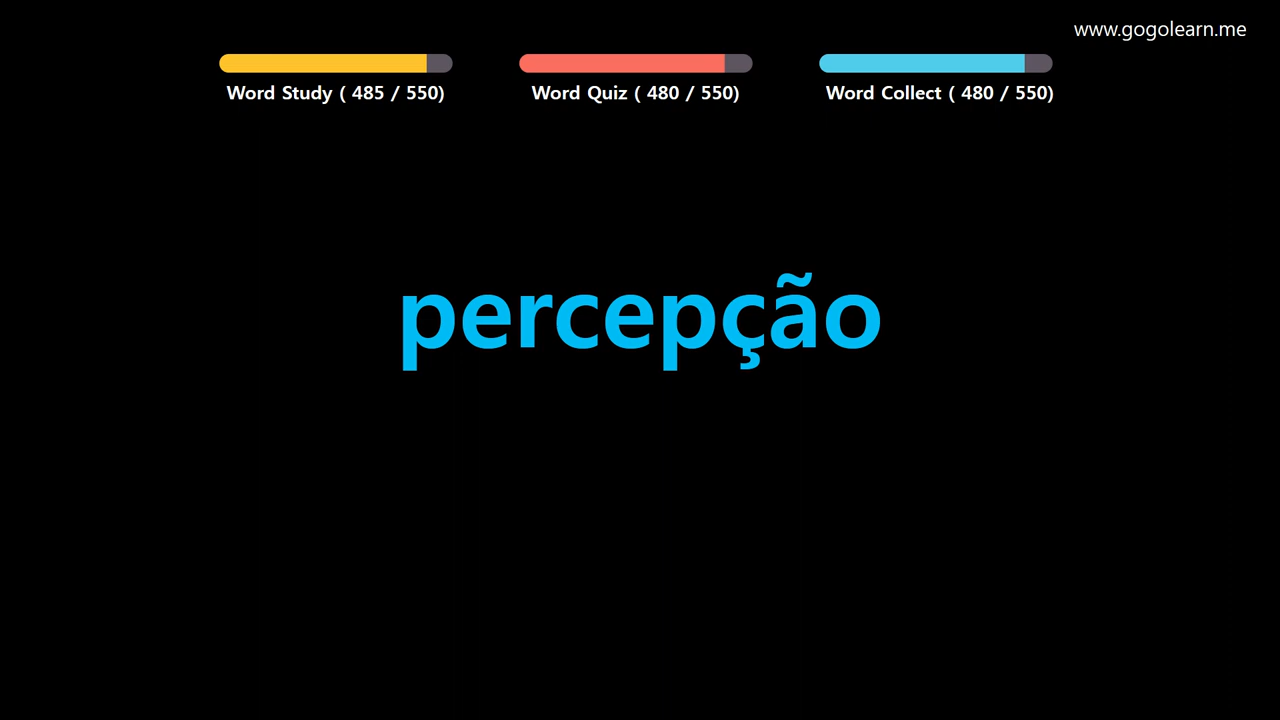 www.gogolearn.me
Word Study ( 485 / 550)
Word Quiz ( 480 / 550)
Word Collect ( 480 / 550)
percepção